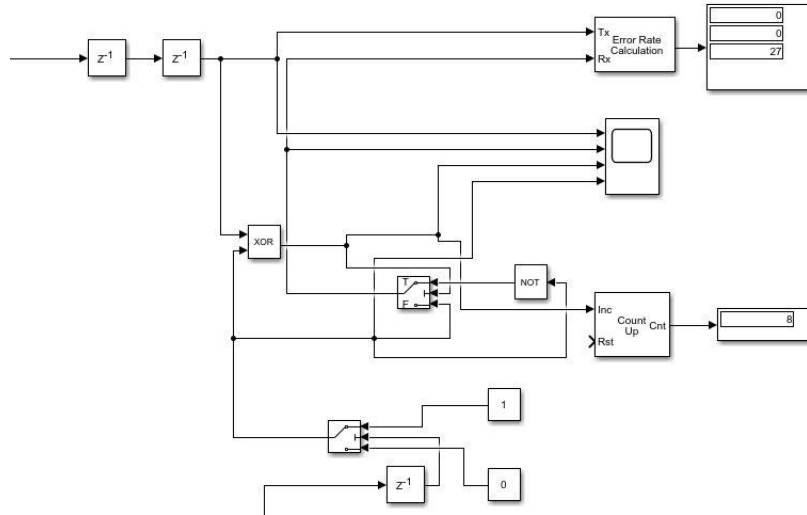 0
0
27
Tx
Rx
Error Rate
Calculation
Z-1
Z-1
XOR
T
F
NOT
Inc
Rst
Count
Up
Cnt
8
1
0
Z-1